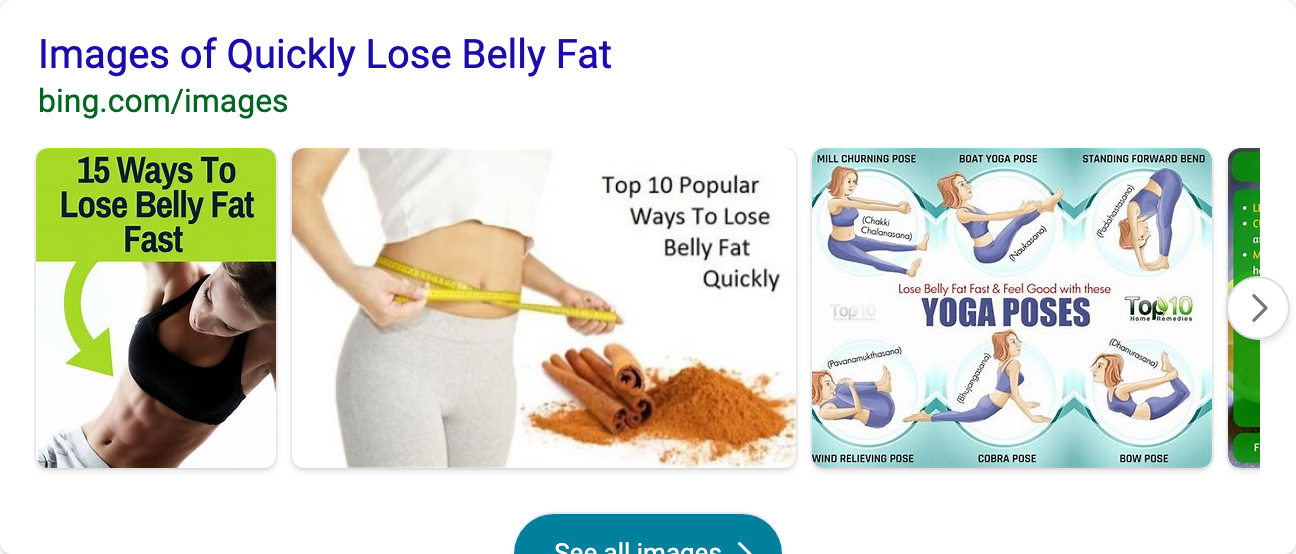 Images of Quickly Lose Belly Fat
bing.com/images
15 Ways To
Lose Belly Fat
Fast
Top 10 Popular
Ways To Lose
Belly Fat
Quickly
MILL CHURNING POSE
BOAT YOGA POSE
STANDING FORWARD BEND
(Chakki
Chalanasana)
(Naukasana)
(Padahastasana)
Lose Belly Fat Fast & Feel Good with these
YOGA POSES
Top10
Top10
Home Remedies
(Pavanamukthasana)
(Bhujangasana)
(Dhanurasana)
WIND RELIEVING POSE
COBRA POSE
BOW POSE
See all images